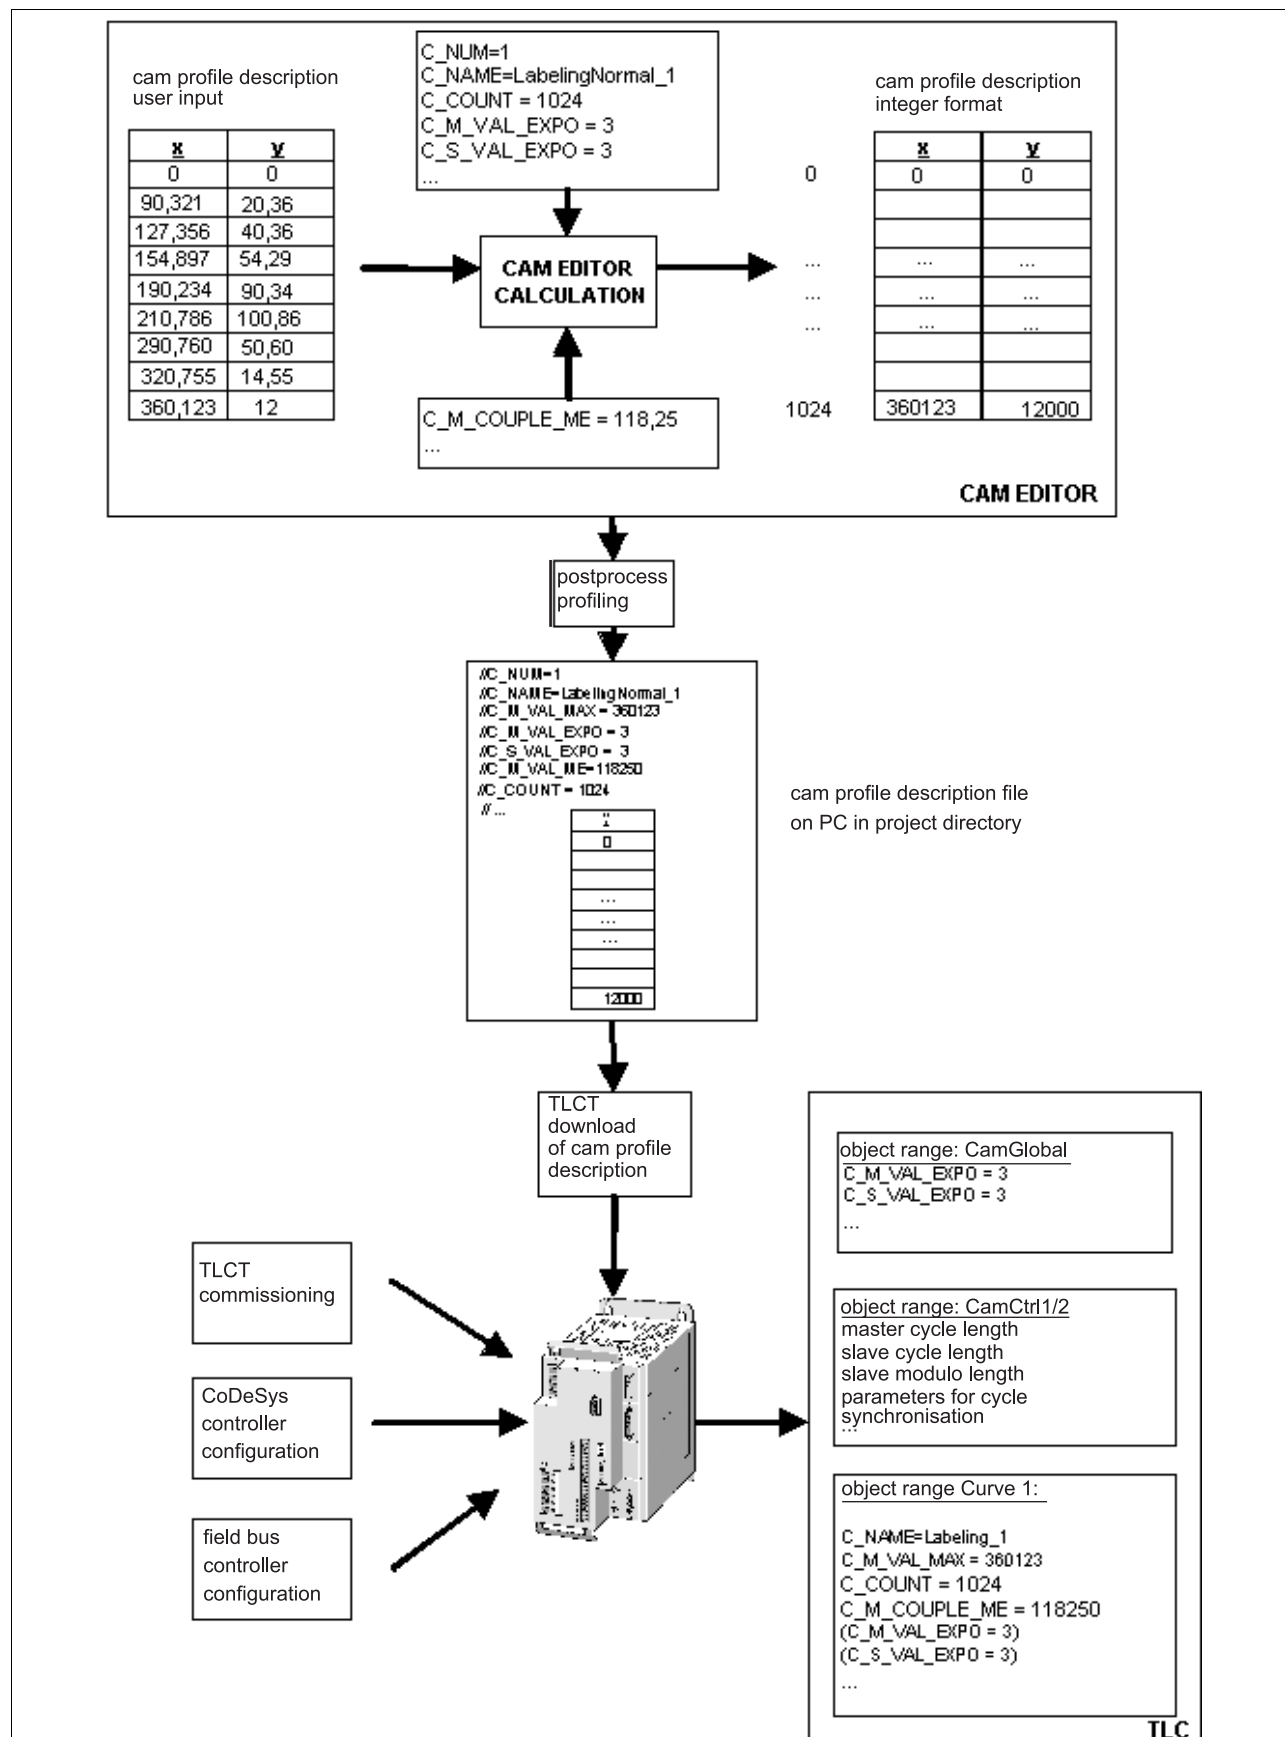 cam profile description
user input
x y
0 0
90,321 20,36
127,356 40,36
154,897 54,29
190,234 90,34
210,786 100,86
290,760 50,60
320,755 14,55
360,123 12
C_NUM=1
C_NAME=LabelingNormal_1
C_COUNT = 1024
C_M_VAL_EXPO = 3
C_S_VAL_EXPO = 3
...
CAM EDITOR
CALCULATION
C_M_COUPLE_ME = 118,25
...
cam profile description
integer format
x y
0 0 0
... ... ...
... ... ...
... ... ...
1024 360123 12000
CAM EDITOR
postprocess
profiling
//C_NUM=1
//C_NAME=LabelingNormal_1
//C_M_VAL_MAX = 360123
//C_M_VAL_EXPO = 3
//C_S_VAL_EXPO = 3
//C_M_VAL_ME=118250
//C_COUNT = 1024
// ...
0
...
...
...
12000
cam profile description file
on PC in project directory
TLCT
download
of cam profile
description
TLCT
commissioning
CoDeSys
controller
configuration
field bus
controller
configuration
object range: CamGlobal
C_M_VAL_EXPO = 3
C_S_VAL_EXPO = 3
...
object range: CamCtrl1/2
master cycle length
slave cycle length
slave modulo length
parameters for cycle
synchronisation
...
object range Curve 1:
C_NAME=Labeling_1
C_M_VAL_MAX = 360123
C_COUNT = 1024
C_M_COUPLE_ME = 118250
(C_M_VAL_EXPO = 3)
(C_S_VAL_EXPO = 3)
...
TLC